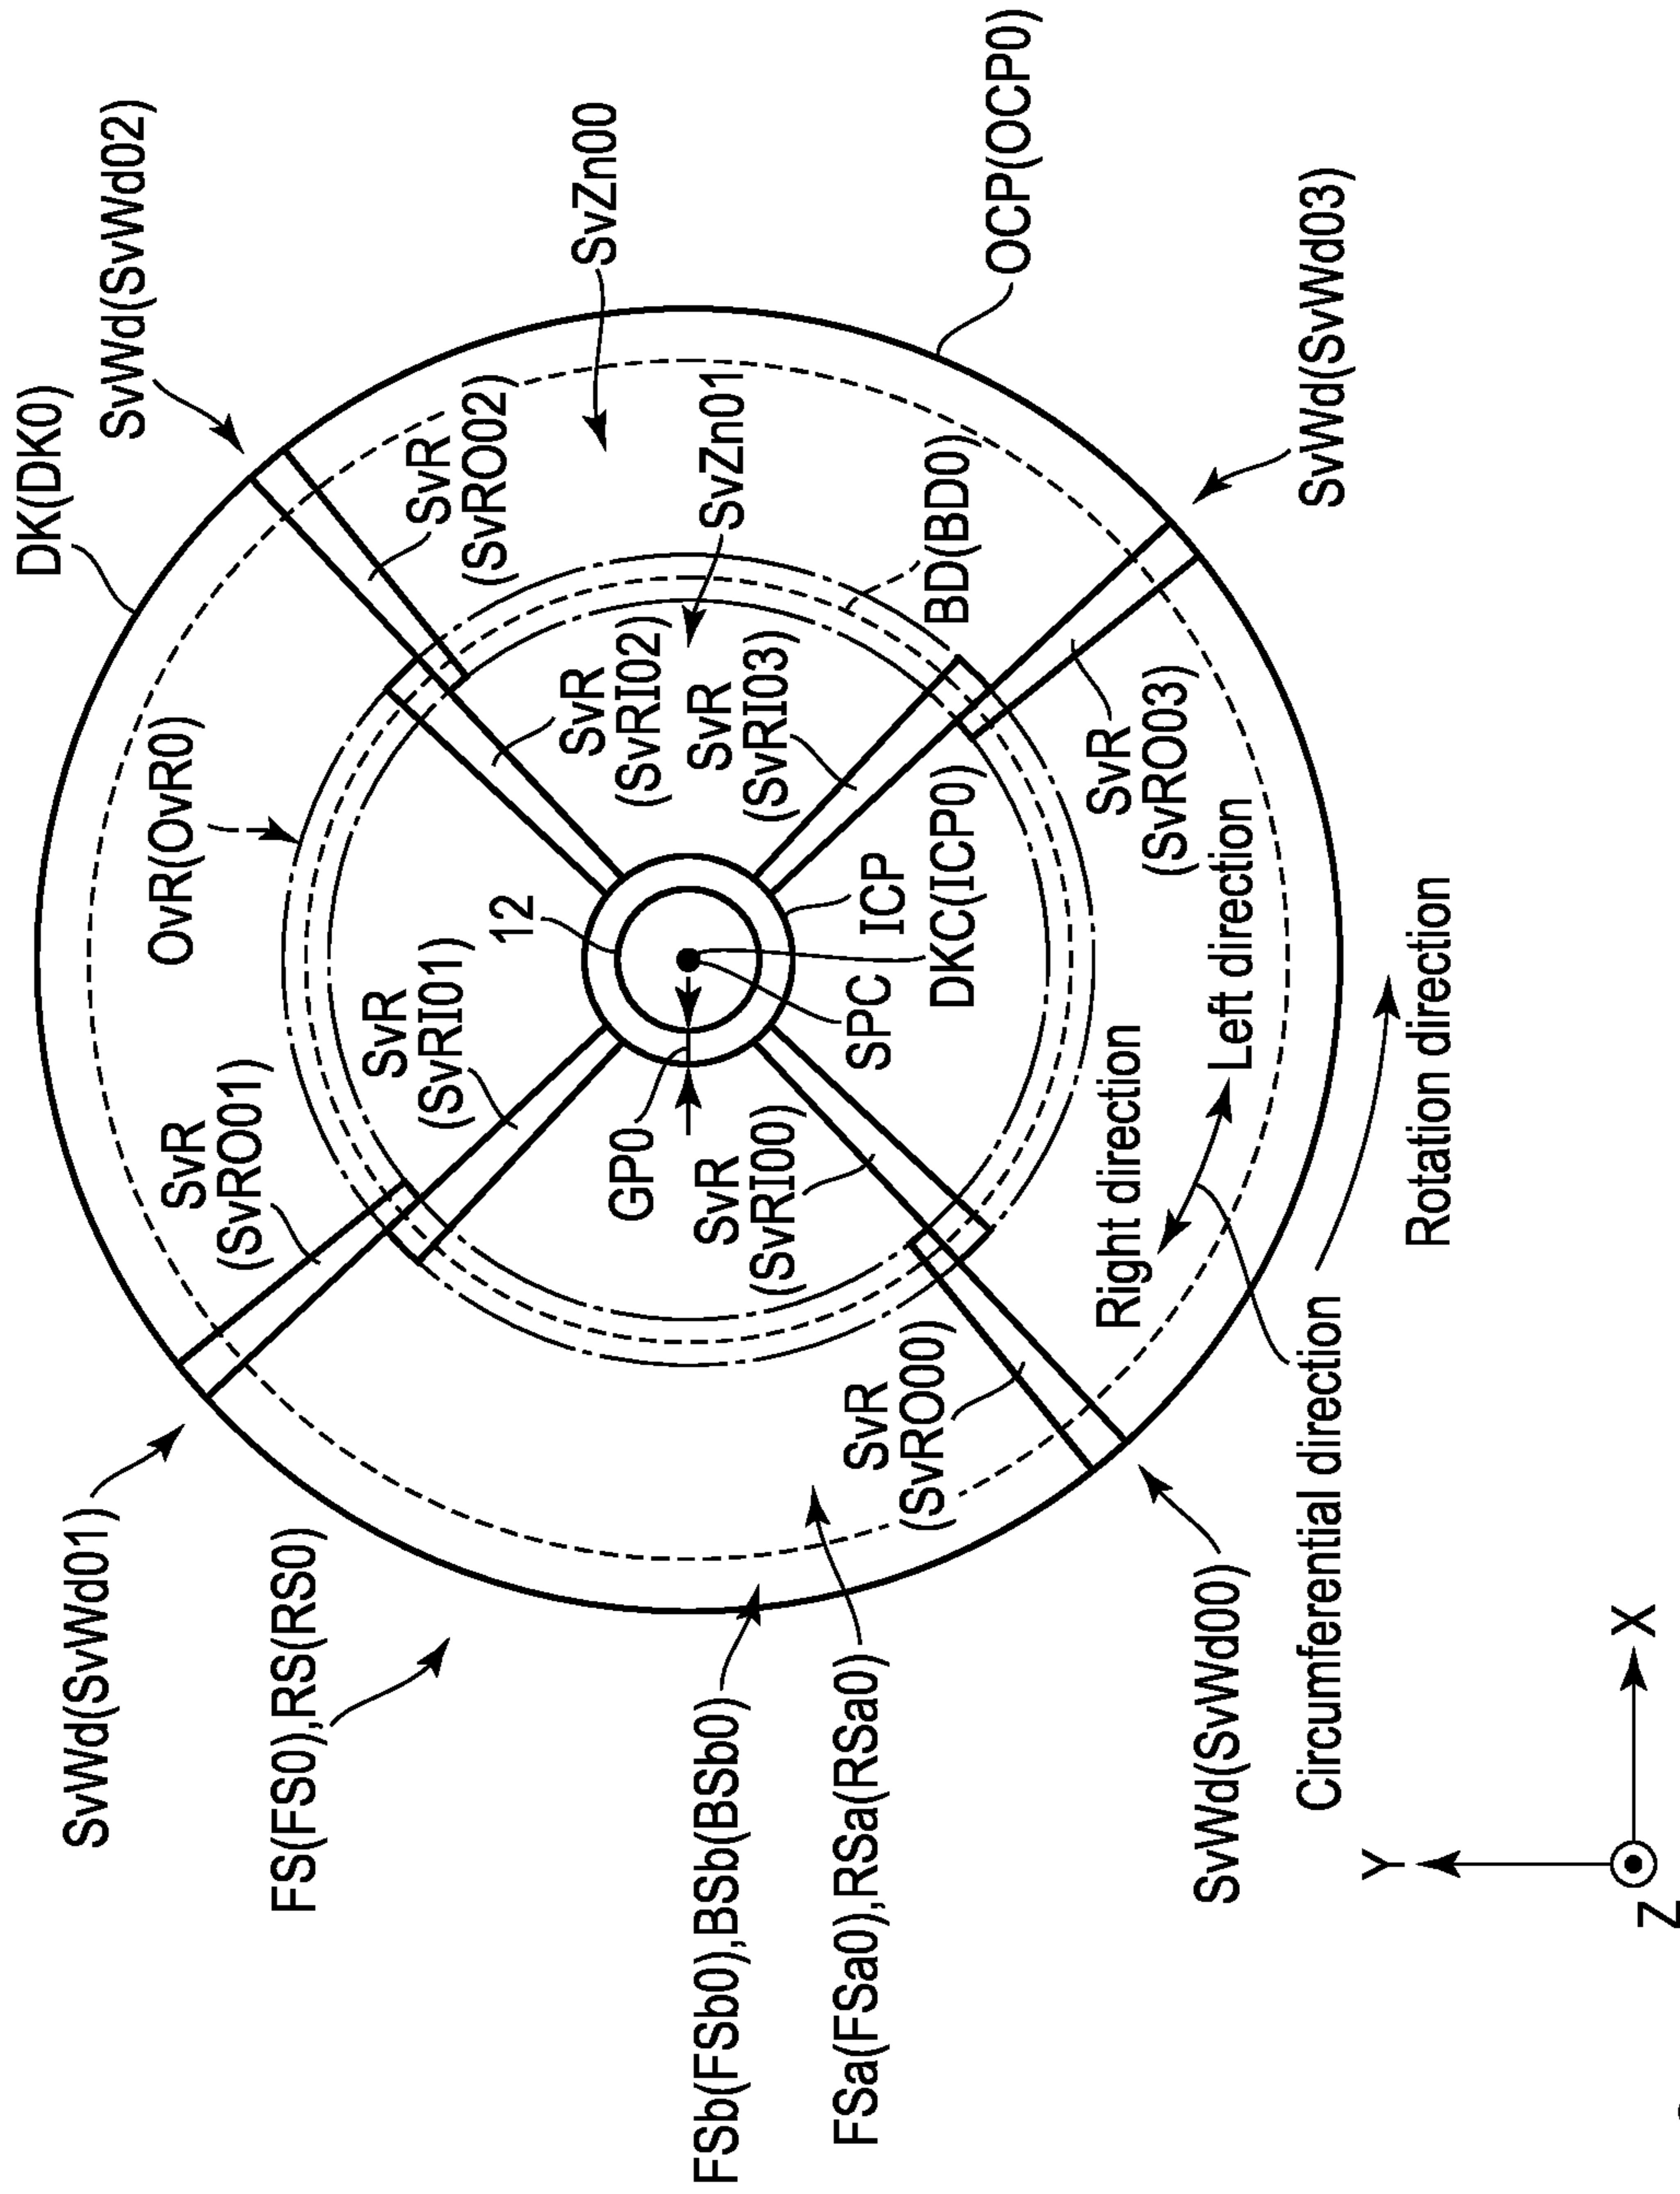 DK(DK0)
SvWd(SvWd02)
SvWd(SvWd01)
FS(FS0),RS(RS0)
OvR(OvR0)
SvR
(SvRO01)
SvR
(SvRO02)
SvZn00
SvR
(SvRI01)
12
SvR
(SvRI02)
SvZn01
GP0
SvR
(SvRI00)
SvR
(SvRI03)
BD(BD0)
OCP(OCP0)
FSb(FSb0),BSb(BSb0)
FSa(FSa0),RSa(RSa0)
SvR
(SvRO00)
SPC
ICP
DKC(ICP0)
SvR
(SvRO03)
Right direction
Left direction
SvWd(SvWd00)
SvWd(SvWd03)
Circumferential direction
Rotation direction
Y
X
Z